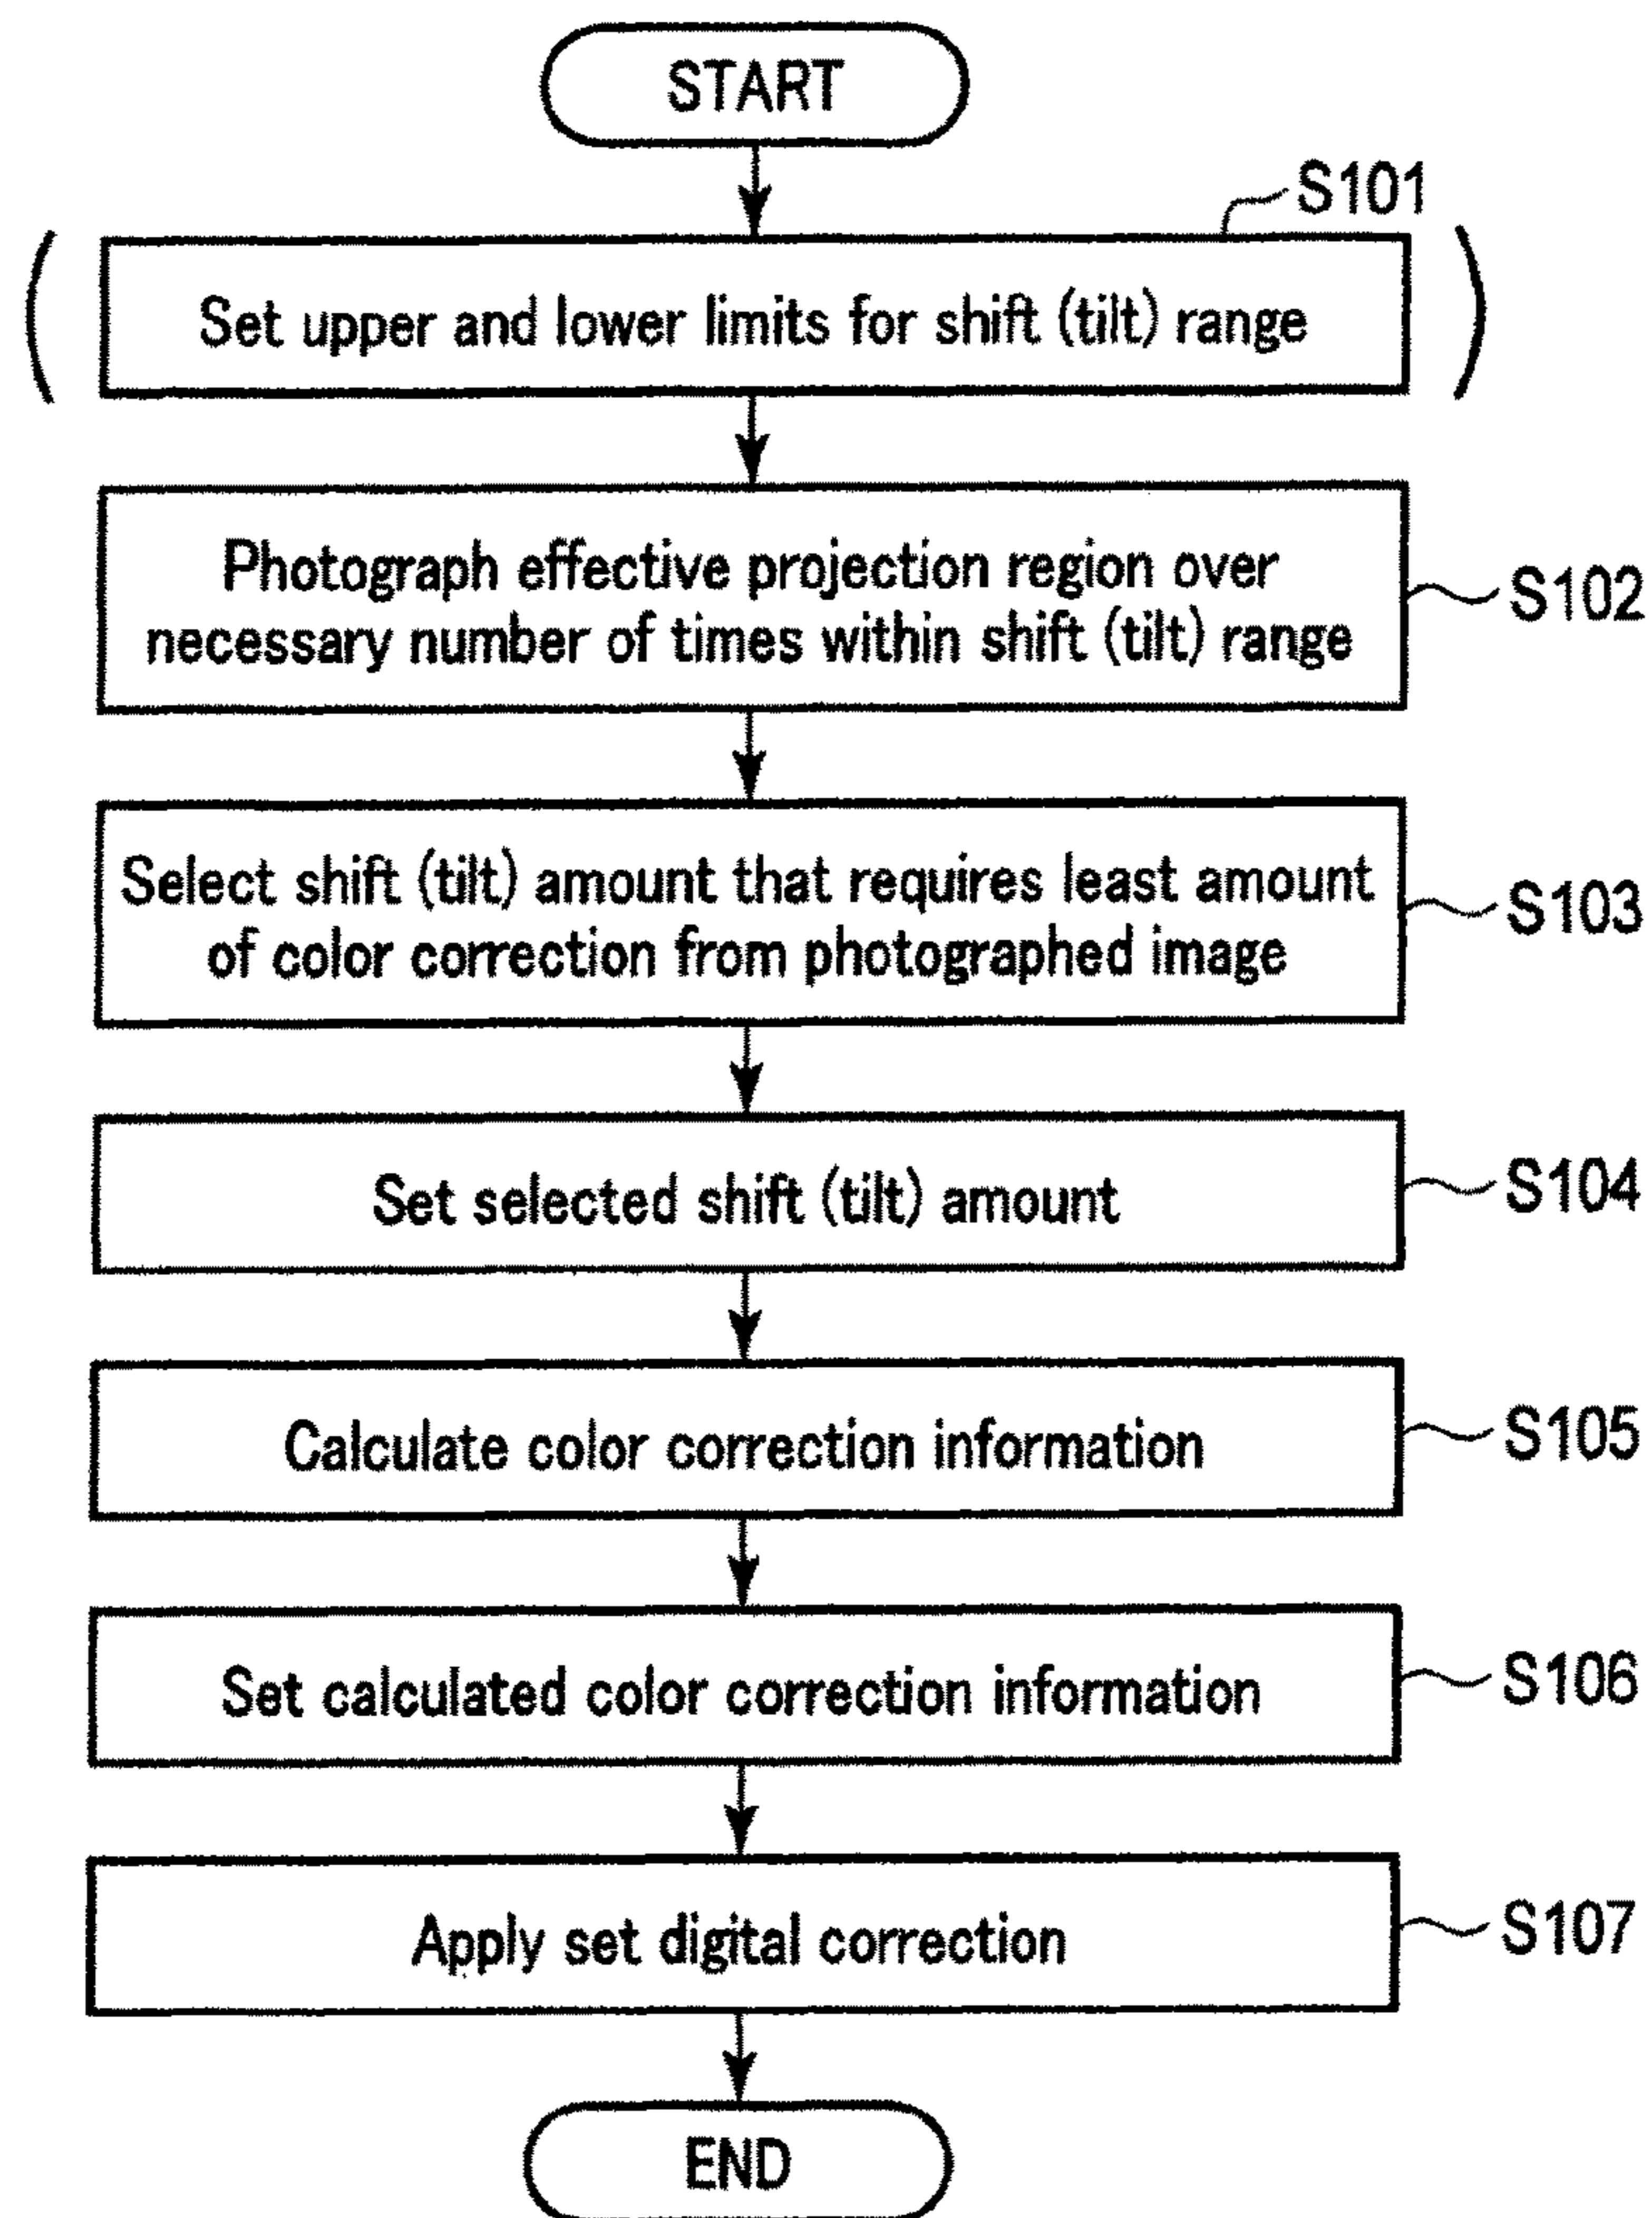 START
S101
Set upper and lower limits for shift (tilt) range
Photograph effective projection region over
necessary number of times within shift (tilt) range
S102
Select shift (tilt) amount that requires least amount
of color correction from photographed image
S103
Set selected shift (tilt) amount
S104
Calculate color correction information
S105
Set calculated color correction information
S106
Apply set digital correction
S107
END